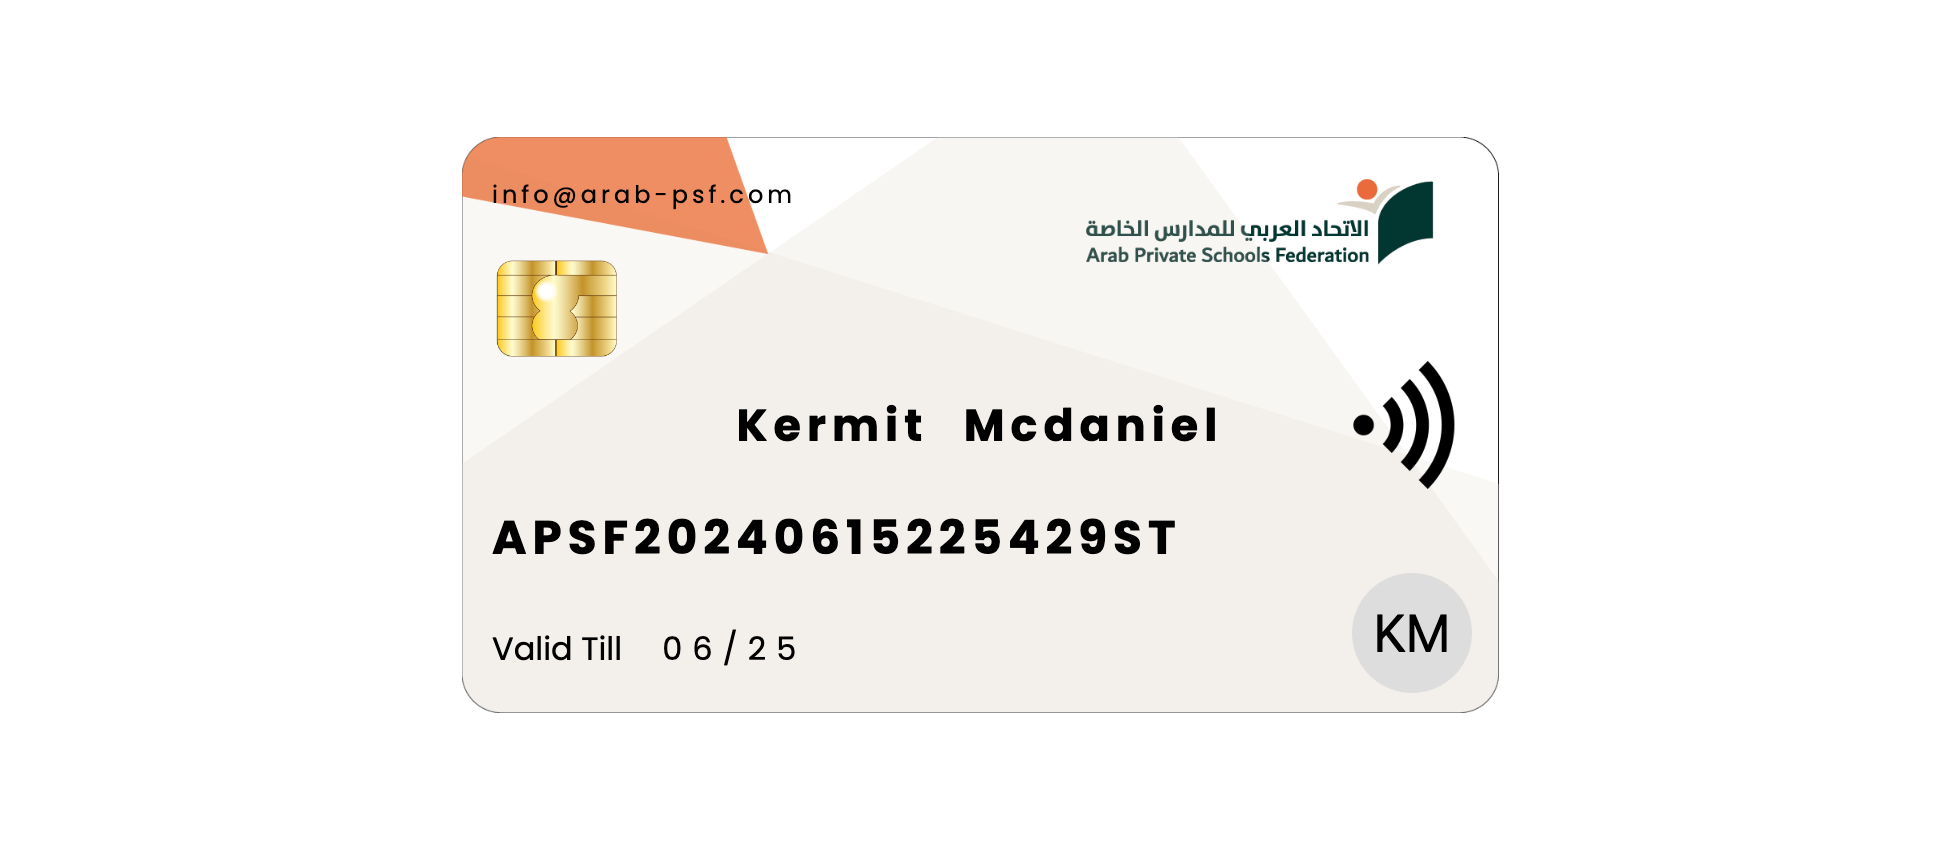 info@arab-psf.com
الاتحاد العربي للمدارس الخاصة
Arab Private Schools Federation
Kermit Mcdaniel
APSF20240615225429ST
Valid Till 06/25
KM